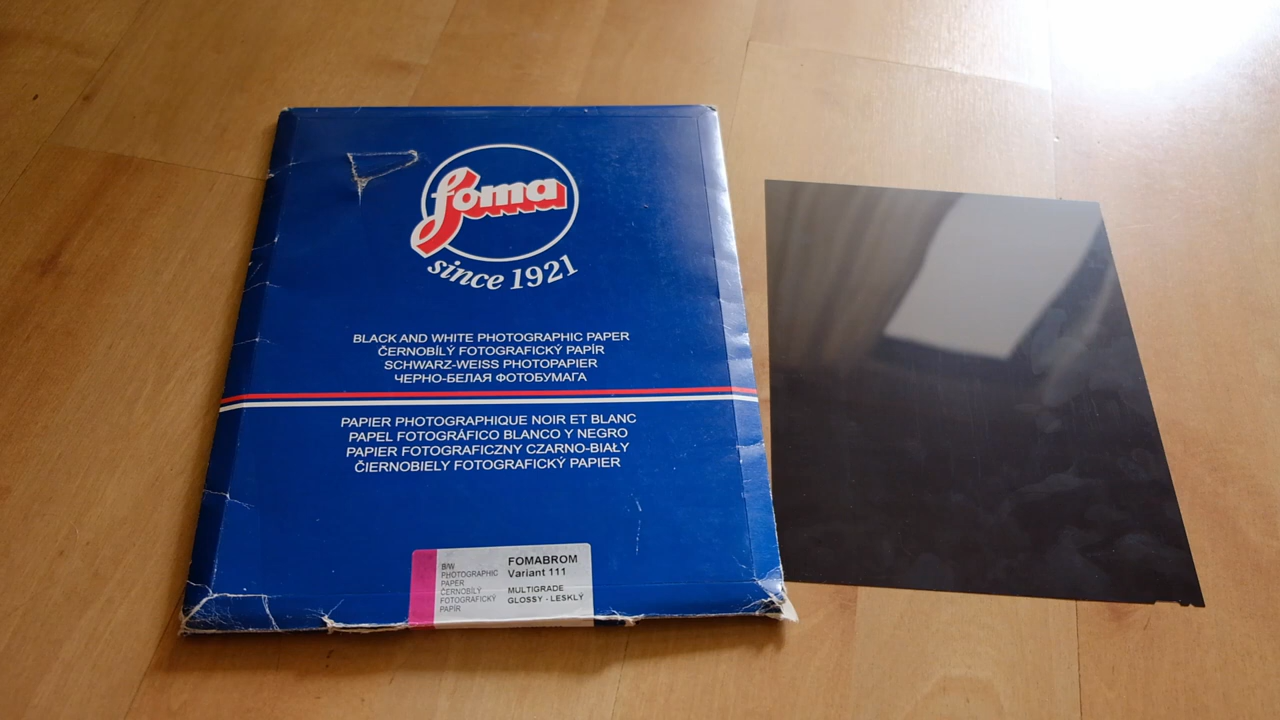 foma
since 1921
BLACK AND WHITE PHOTOGRAPHIC PAPER
ČERNOBÍLÝ FOTOGRAFICKÝ PAPÍR
SCHWARZ-WEISS PHOTOPAPIER
ЧЕРНО-БЕЛАЯ ФОТОБУМАГА
PAPIER PHOTOGRAPHIQUE NOIR ET BLANC
PAPEL FOTOGRÁFICO BLANCO Y NEGRO
PAPIER FOTOGRAFICZNY CZARNO-BIAŁY
ČIERNOBIELY FOTOGRAFICKÝ PAPIER
B/W
PHOTOGRAPHIC
PAPER
ČERNOBÍLÝ
FOTOGRAFICKÝ
PAPÍR
FOMABROM
Variant 111
MULTIGRADE
GLOSSY - LESKLÝ